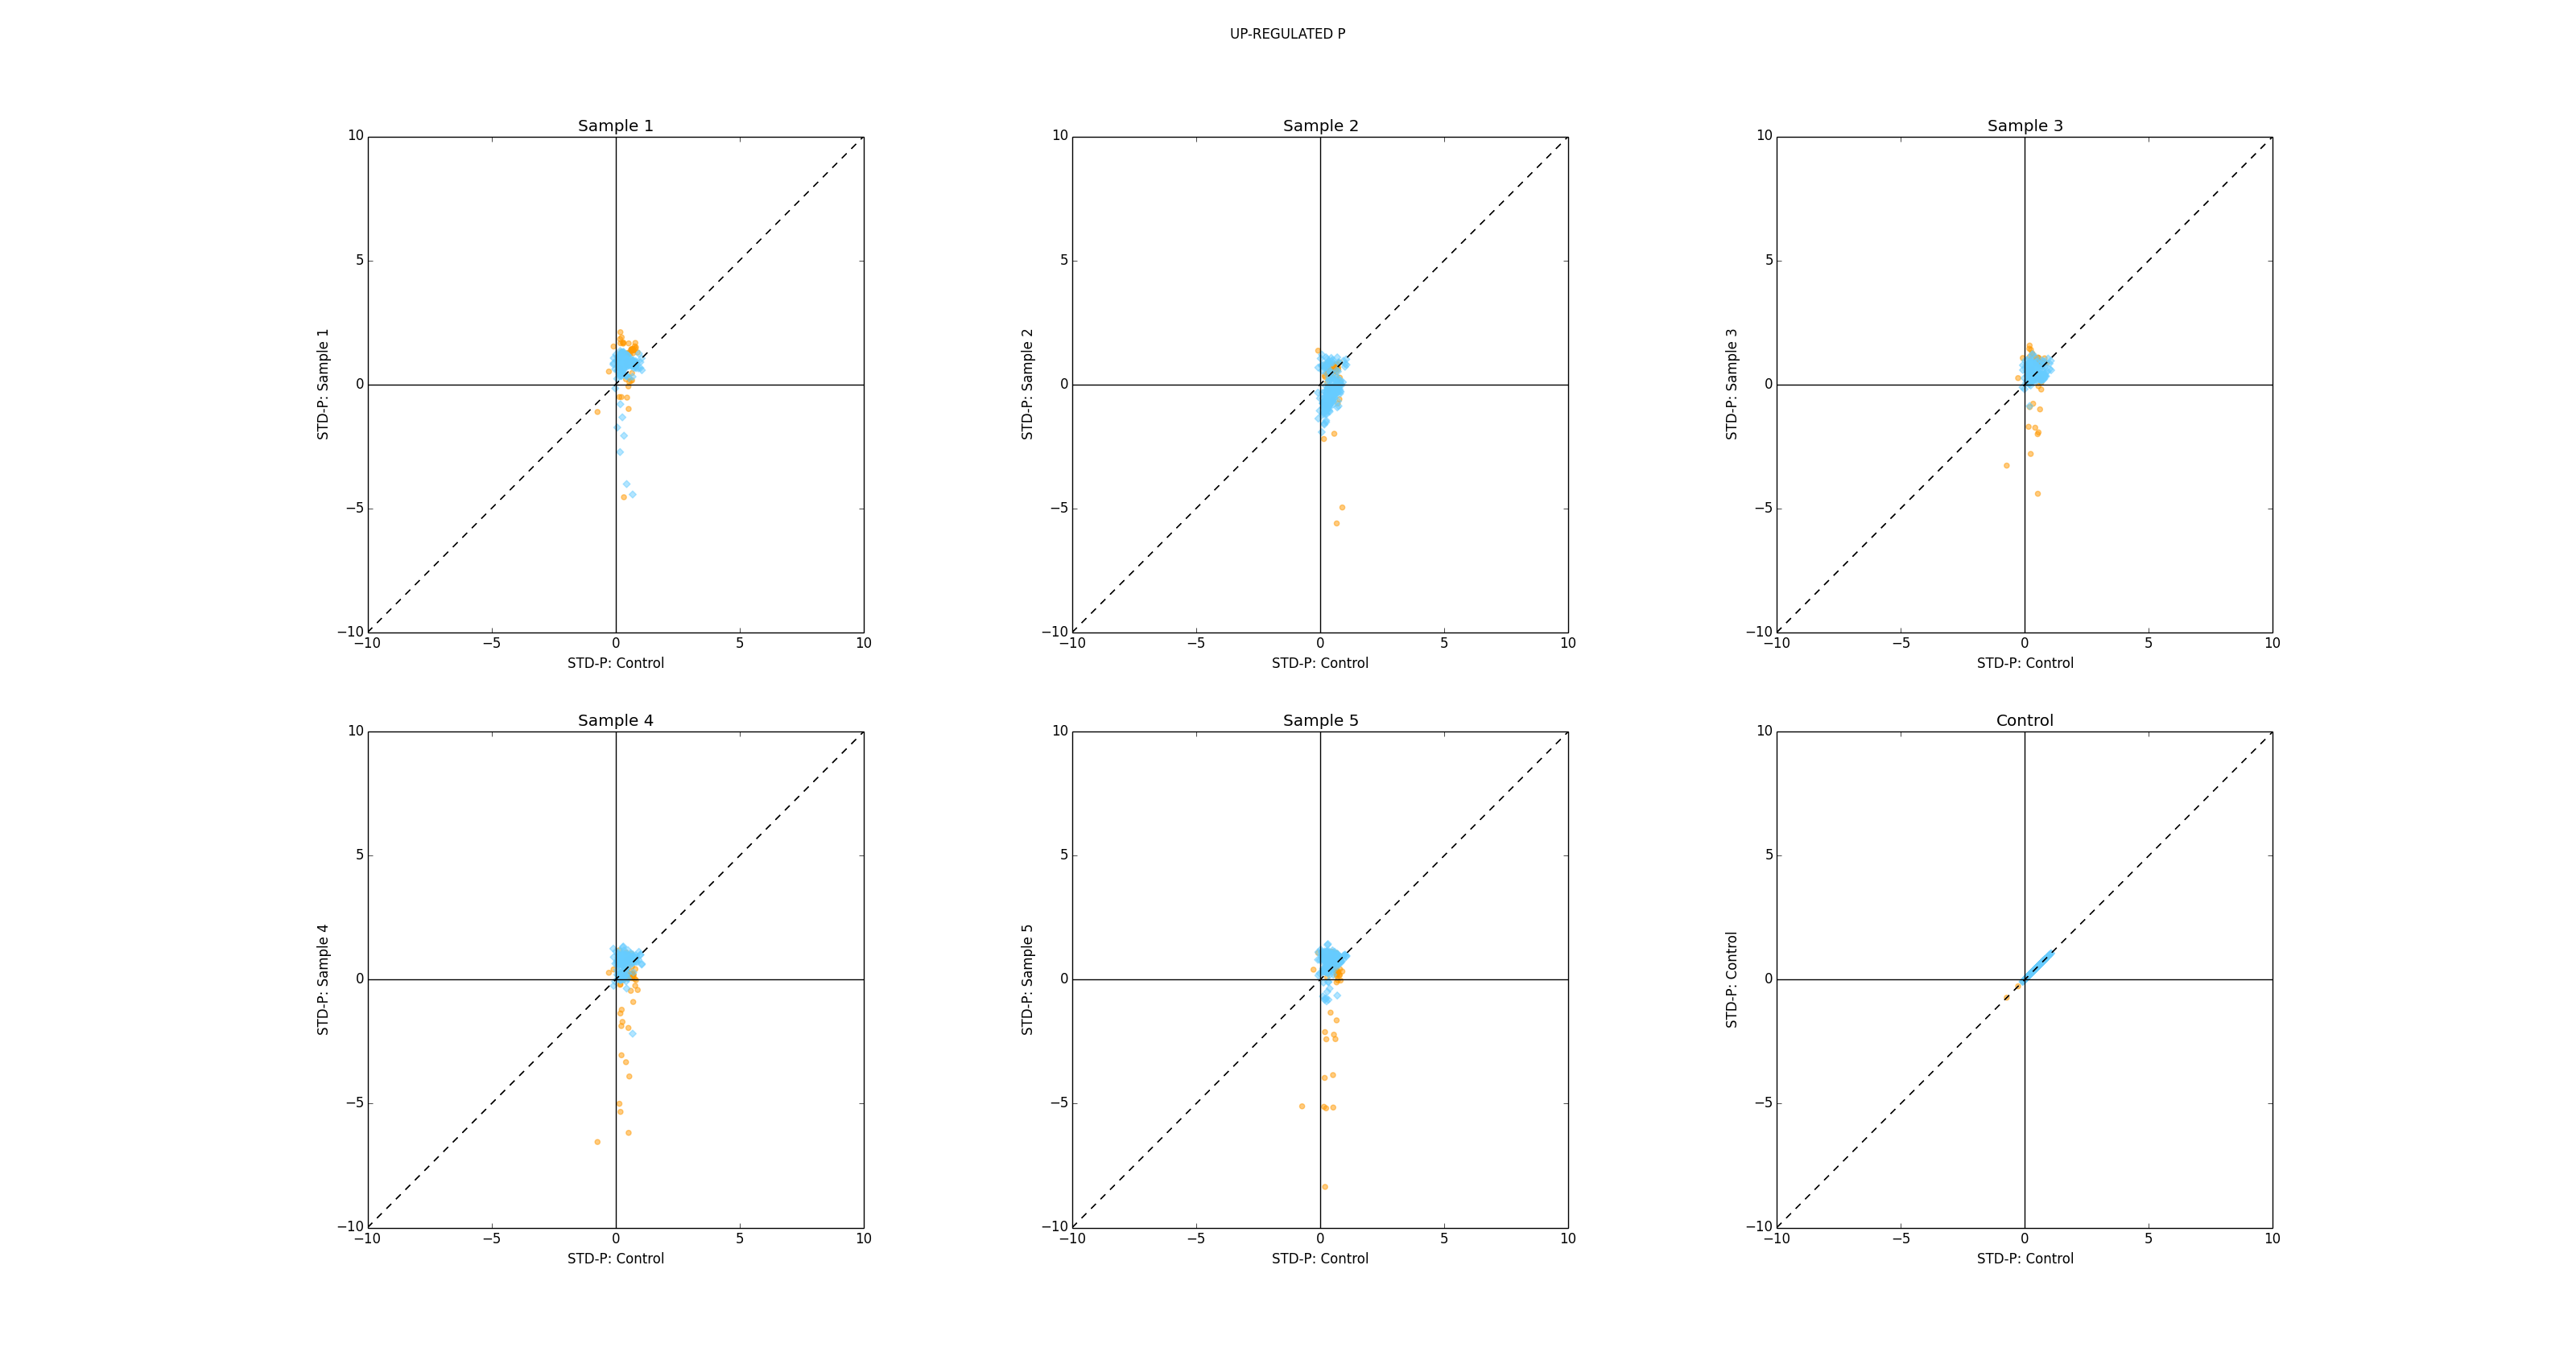 UP-REGULATED P
Sample 1
10
5
0
−5
−10
−10 −5 0 5 10
STD-P: Sample 1
STD-P: Control
Sample 2
10
5
0
−5
−10
−10 −5 0 5 10
STD-P: Sample 2
STD-P: Control
Sample 3
10
5
0
−5
−10
−10 −5 0 5 10
STD-P: Sample 3
STD-P: Control
Sample 4
10
5
0
−5
−10
−10 −5 0 5 10
STD-P: Sample 4
STD-P: Control
Sample 5
10
5
0
−5
−10
−10 −5 0 5 10
STD-P: Sample 5
STD-P: Control
Control
10
5
0
−5
−10
−10 −5 0 5 10
STD-P: Control
STD-P: Control